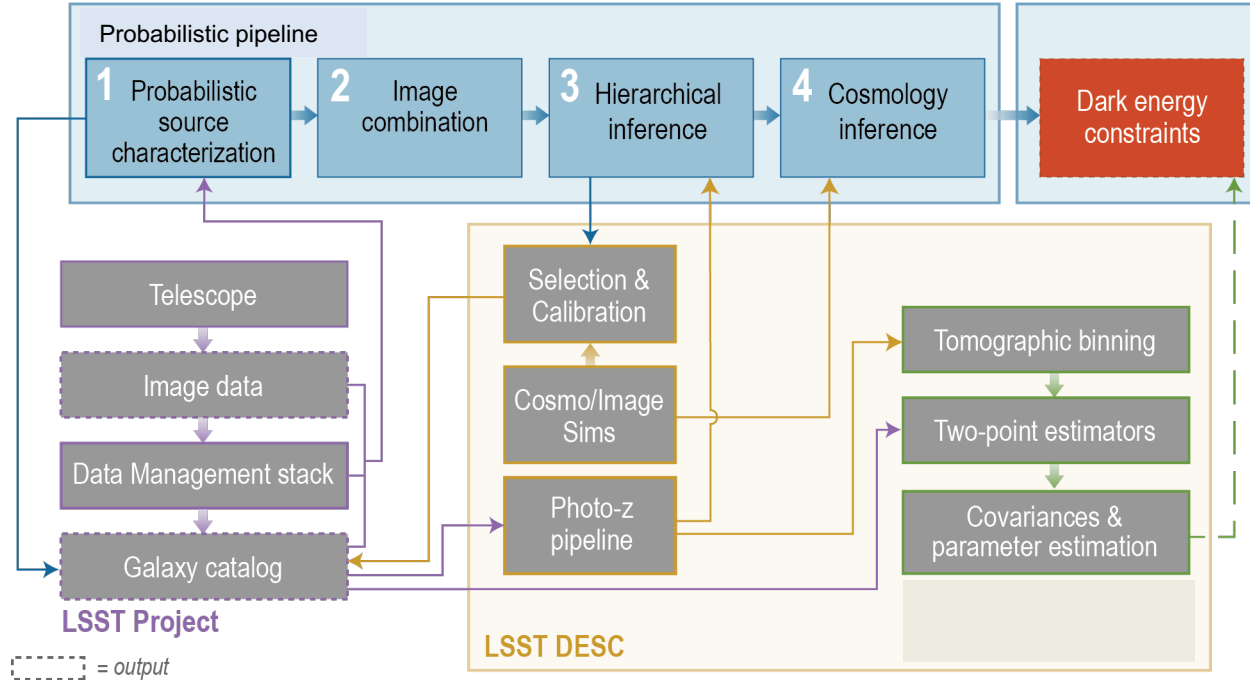 Probabilistic pipeline
1
Probabilistic
source
characterization
2
Image
combination
3
Hierarchical
inference
4
Cosmology
inference
Dark energy
constraints
Telescope
Image data
Data Management stack
Galaxy catalog
LSST Project
Selection &
Calibration
Cosmo/Image
Sims
Photo-z
pipeline
LSST DESC
Tomographic binning
Two-point estimators
Covariances &
parameter estimation
= output